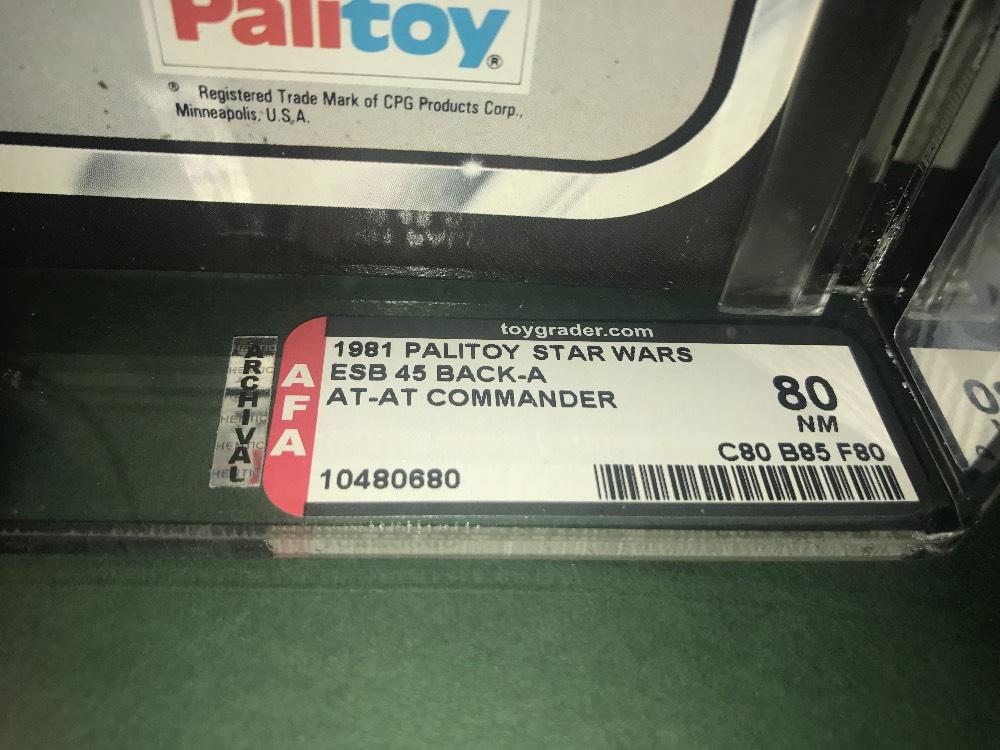 Palitoy®
® Registered Trade Mark of CPG Products Corp.,
Minneapolis, U.S.A.
toygrader.com
ARCHIVAL
AFA
1981 PALITOY STAR WARS
ESB 45 BACK-A
AT-AT COMMANDER
80
NM
C80 B85 F80
10480680